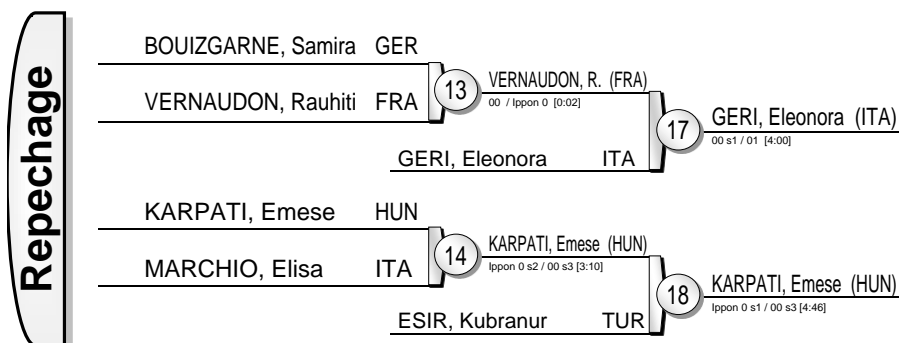 Repechage
BOUIZGARNE, Samira GER
VERNAUDON, Rauhiti FRA
13
VERNAUDON, R. (FRA)
00 / Ippon 0 [0:02]
GERI, Eleonora ITA
17
GERI, Eleonora (ITA)
00 s1 / 01 [4:00]
KARPATI, Emese HUN
MARCHIO, Elisa ITA
14
KARPATI, Emese (HUN)
Ippon 0 s2 / 00 s3 [3:10]
ESIR, Kubranur TUR
18
KARPATI, Emese (HUN)
Ippon 0 s1 / 00 s3 [4:46]